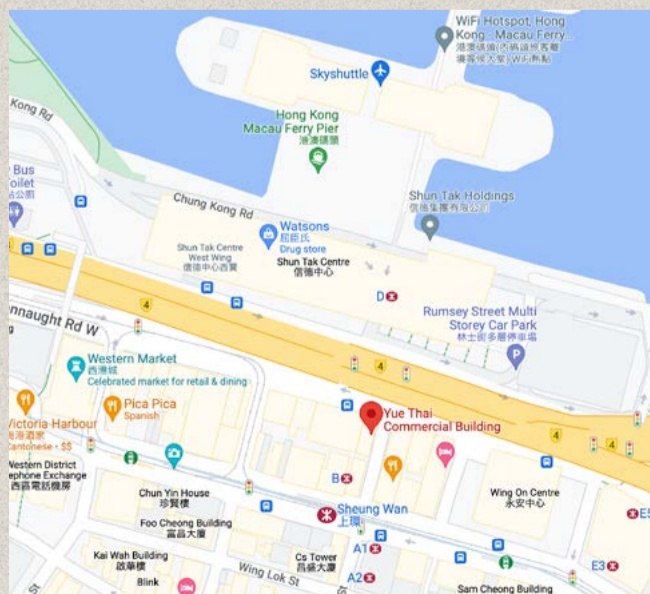 WiFi Hotspot, Hong
Kong_ Macau Ferry...
Skyshuttle
Hong Kong
Macau Ferry Pier
港澳碼頭
Kong Rd
Bus
Chung Kong Rd
Shun Tak Holdings
信德集團有限公司
Watsons
屈臣氏
Drug store
Shun Tak Centre
West Wing
信德中心西翼
Shun Tak Centre
信德中心
D
4
Rumsey Street Multi
Storey Car Park
林士街多層停車場
P
4
onnaught Rd W
Western Market
西港城
Celebrated market for retail & dining
Pica Pica
Spanish
Victoria Harbour
Cantonese · $$
Yue Thai
Commercial Building
4
4
Western District
ephone Exchange
西區電話機房
Chun Yin House
珍賢樓
B
Wing On Centre
永安中心
Foo Cheong Building
富昌大廈
Sheung Wan
上環
E5
Kai Wah Building
啟華樓
Cs Tower
昌盛大廈
A1
E3
Blink
Wing Lok St
A2
Sam Cheong Building
St